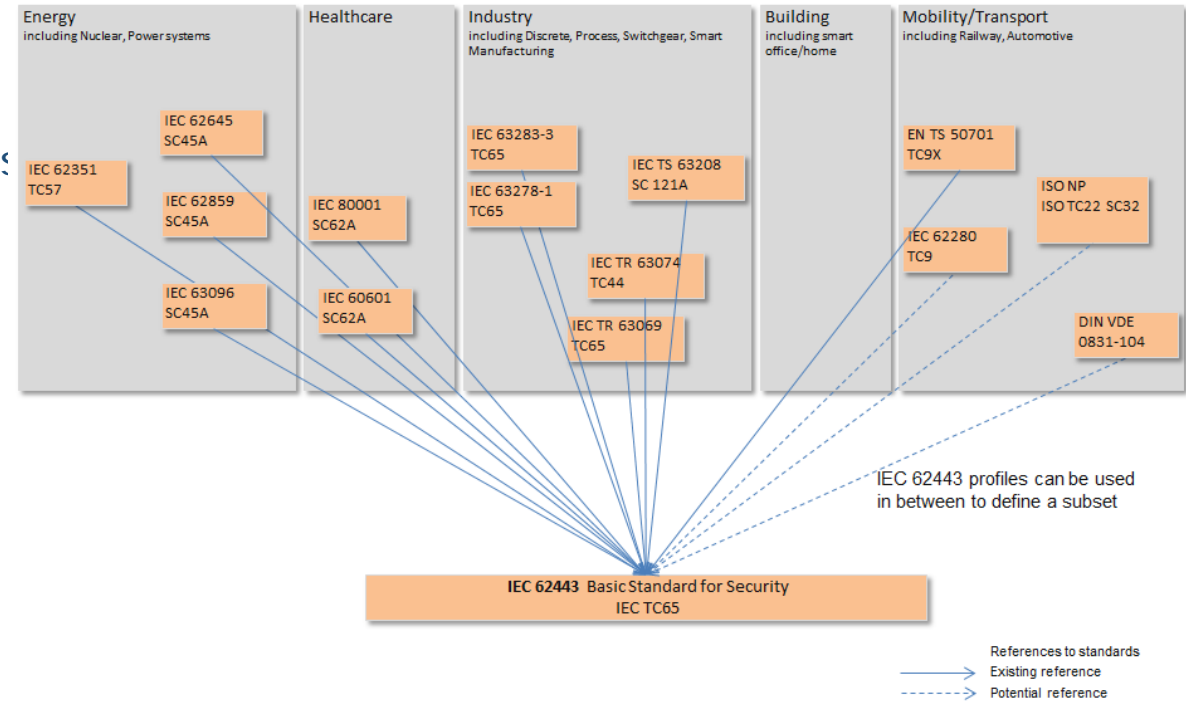 Energy
including Nuclear, Power systems
Healthcare
Industry
including Discrete, Process, Switchgear, Smart
Manufacturing
Building
including smart
office/home
Mobility/Transport
including Railway, Automotive
IEC 62645
SC45A
IEC 62351
TC57
IEC 62859
SC45A
IEC 63096
SC45A
IEC 80001
SC62A
IEC 60601
SC62A
IEC 63283-3
TC65
IEC 63278-1
TC65
IEC TS 63208
SC 121A
IEC TR 63074
TC44
IEC TR 63069
TC65
EN TS 50701
TC9X
IEC 62280
TC9
ISO NP
ISO TC22 SC32
DIN VDE
0831-104
IEC 62443 profiles can be used
in between to define a subset
IEC 62443 Basic Standard for Security
IEC TC65
References to standards
Existing reference
Potential reference